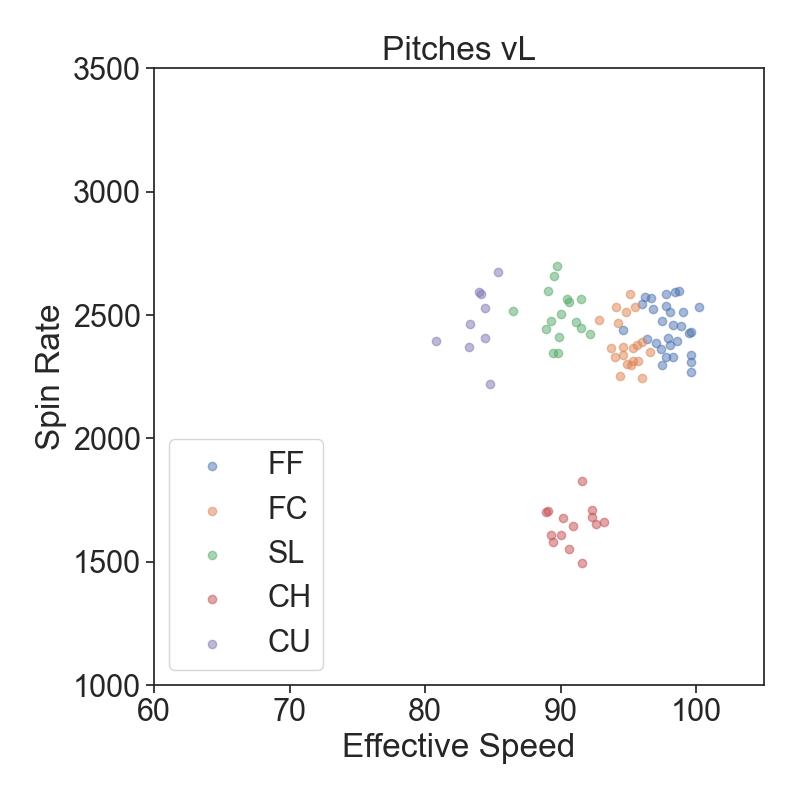 Pitches vL
3500
3000
2500
2000
1500
1000
Spin Rate
FF
FC
SL
CH
CU
60 70 80 90 100
Effective Speed